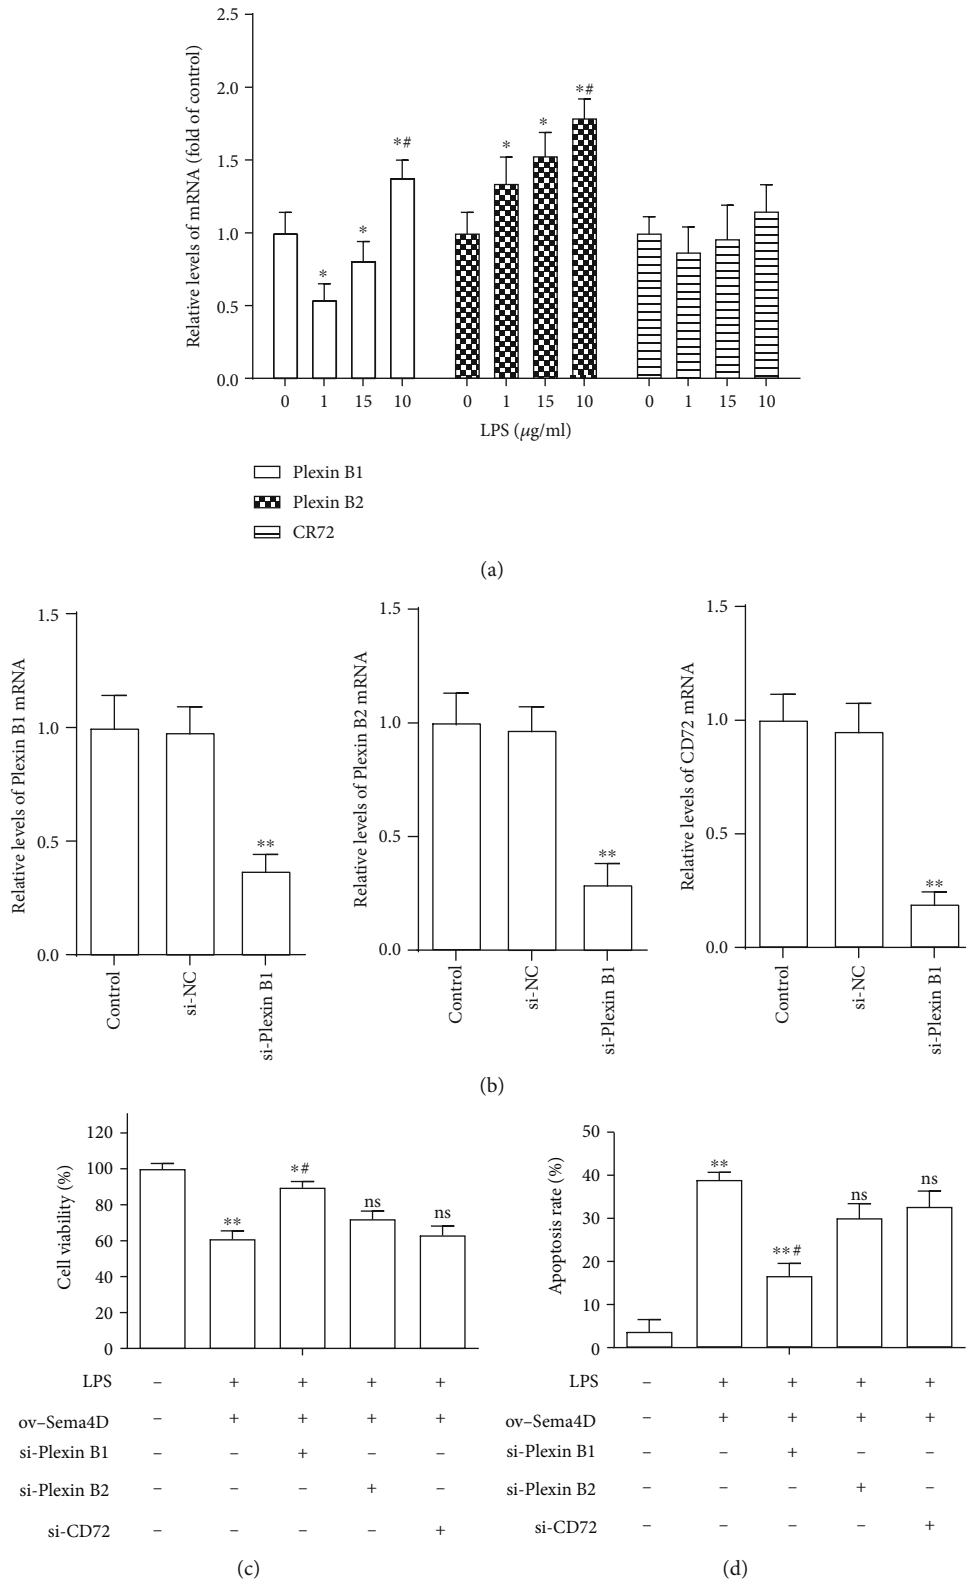 2.5
2.0
1.5
1.0
0.5
0.0
Relative levels of mRNA (fold of control)
*
*
*#
*
*
*#
0 1 15 10 0 1 15 10 0 1 15 10
LPS (μg/ml)
Plexin B1
Plexin B2
CR72
(a)
1.5
1.0
0.5
0.0
Relative levels of Plexin B1 mRNA
**
Control
si-NC
si-Plexin B1
1.5
1.0
0.5
0.0
Relative levels of Plexin B2 mRNA
**
Control
si-NC
si-Plexin B1
1.5
1.0
0.5
0.0
Relative levels of CD72 mRNA
**
Control
si-NC
si-Plexin B1
(b)
120
100
80
60
40
20
0
Cell viability (%)
**
*#
ns
ns
LPS – + + + +
ov–Sema4D – + + + +
si-Plexin B1 – – + – –
si-Plexin B2 – – – + –
si-CD72 – – – – +
(c)
50
40
30
20
10
0
Apoptosis rate (%)
**
**#
ns
ns
LPS – + + + +
ov–Sema4D – + + + +
si-Plexin B1 – – + – –
si-Plexin B2 – – – + –
si-CD72 – – – – +
(d)